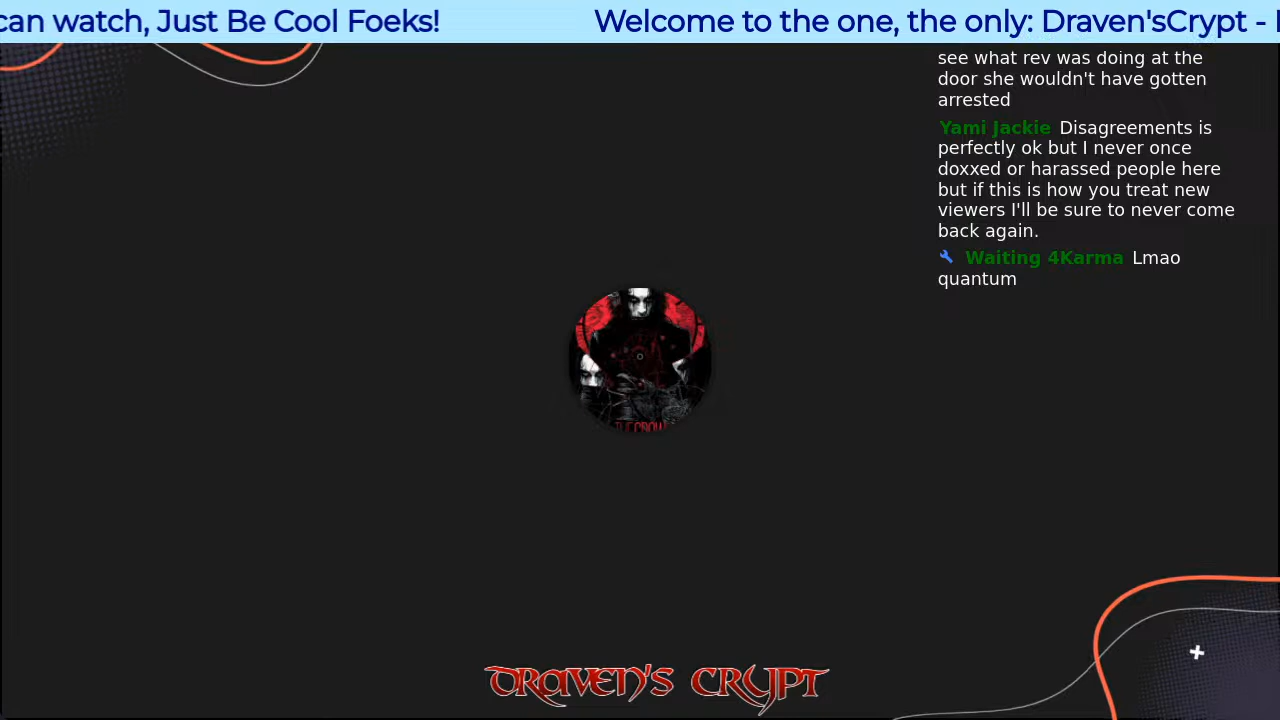 can watch, Just Be Cool Foeks! Welcome to the one, the only: Draven'sCrypt -
see what rev was doing at the
door she wouldn't have gotten
arrested
Yami Jackie Disagreements is
perfectly ok but I never once
doxxed or harassed people here
but if this is how you treat new
viewers I'll be sure to never come
back again.
Waiting 4Karma Lmao
quantum
THE CROW
DRAVEN'S CRYPT